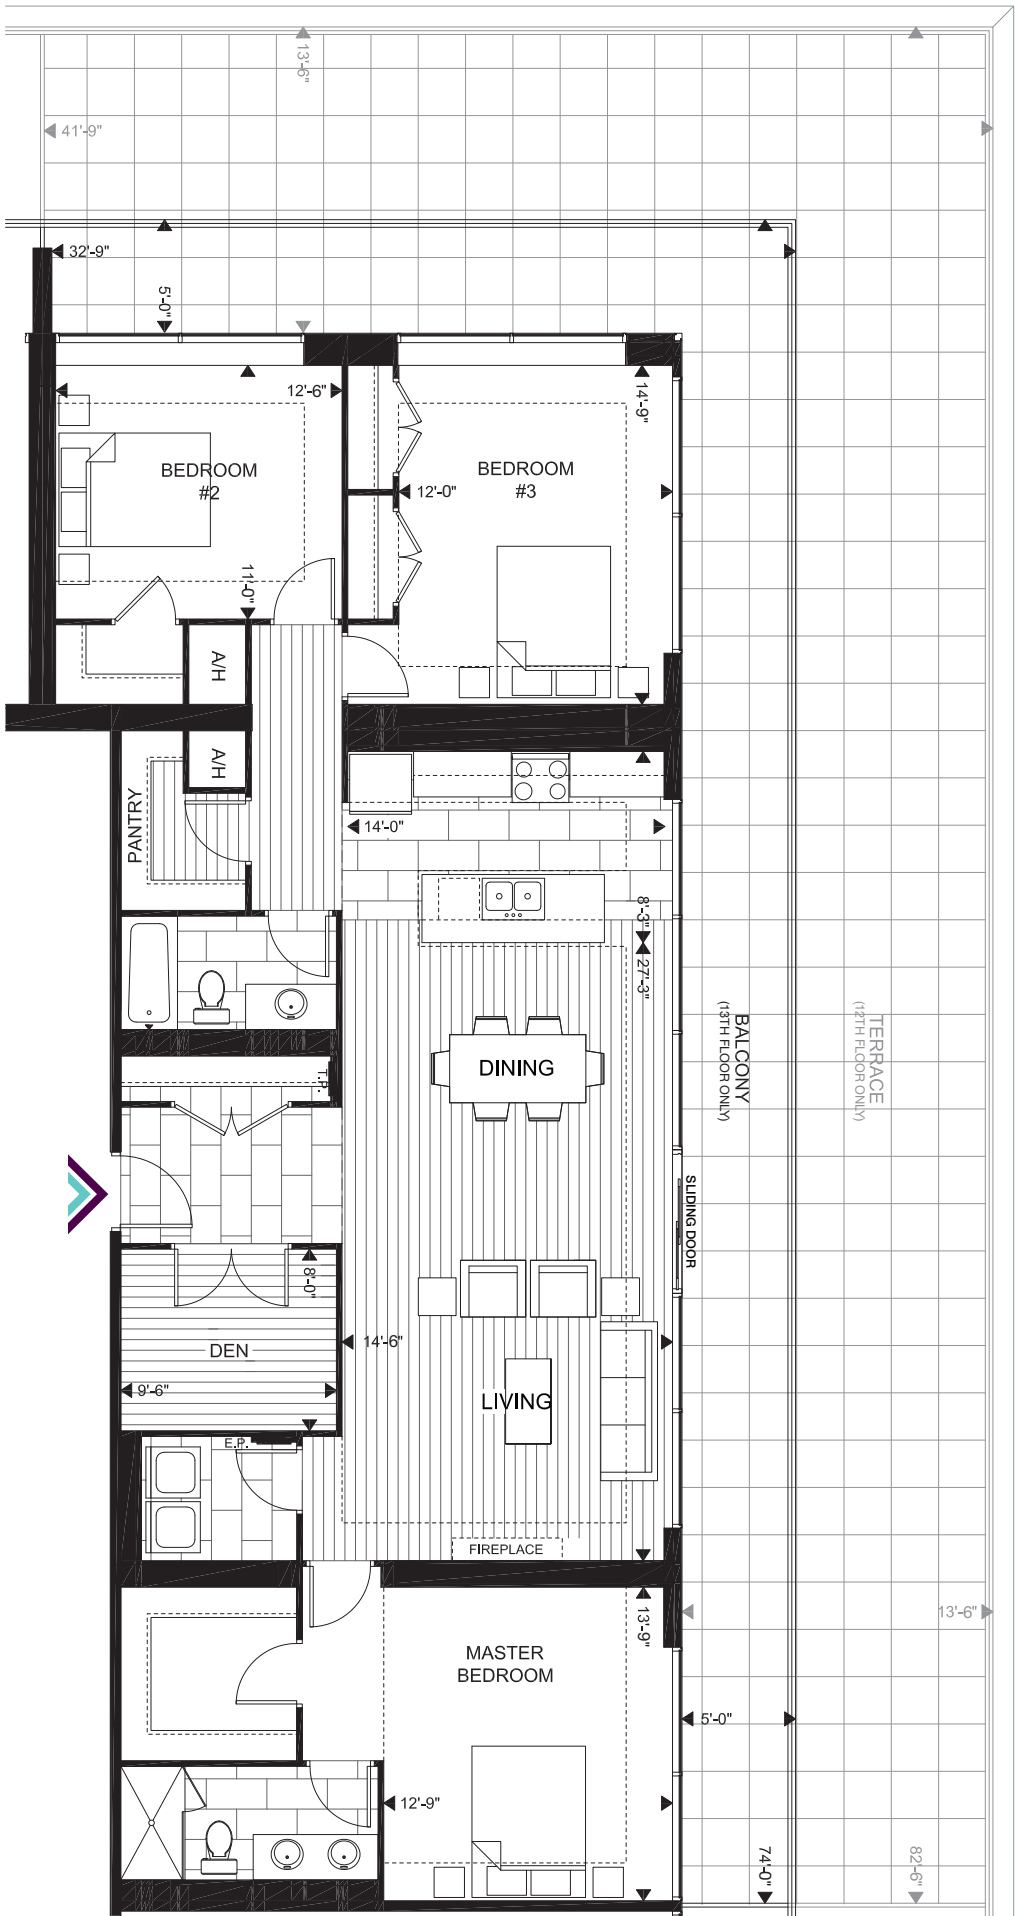 13'-6"
41'-9"
32'-9"
5'-0"
12'-6"
14'-9"
BEDROOM
#2
BEDROOM
#3
12'-0"
11'-0"
A/H
A/H
PANTRY
14'-0"
8'-3"
27'-3"
BALCONY
(13TH FLOOR ONLY)
TERRACE
(12TH FLOOR ONLY)
DINING
T.P.
SLIDING DOOR
8'-0"
DEN
14'-6"
9'-6"
LIVING
E.P.
FIREPLACE
13'-9"
13'-6"
MASTER
BEDROOM
5'-0"
12'-9"
74'-0"
82'-6"